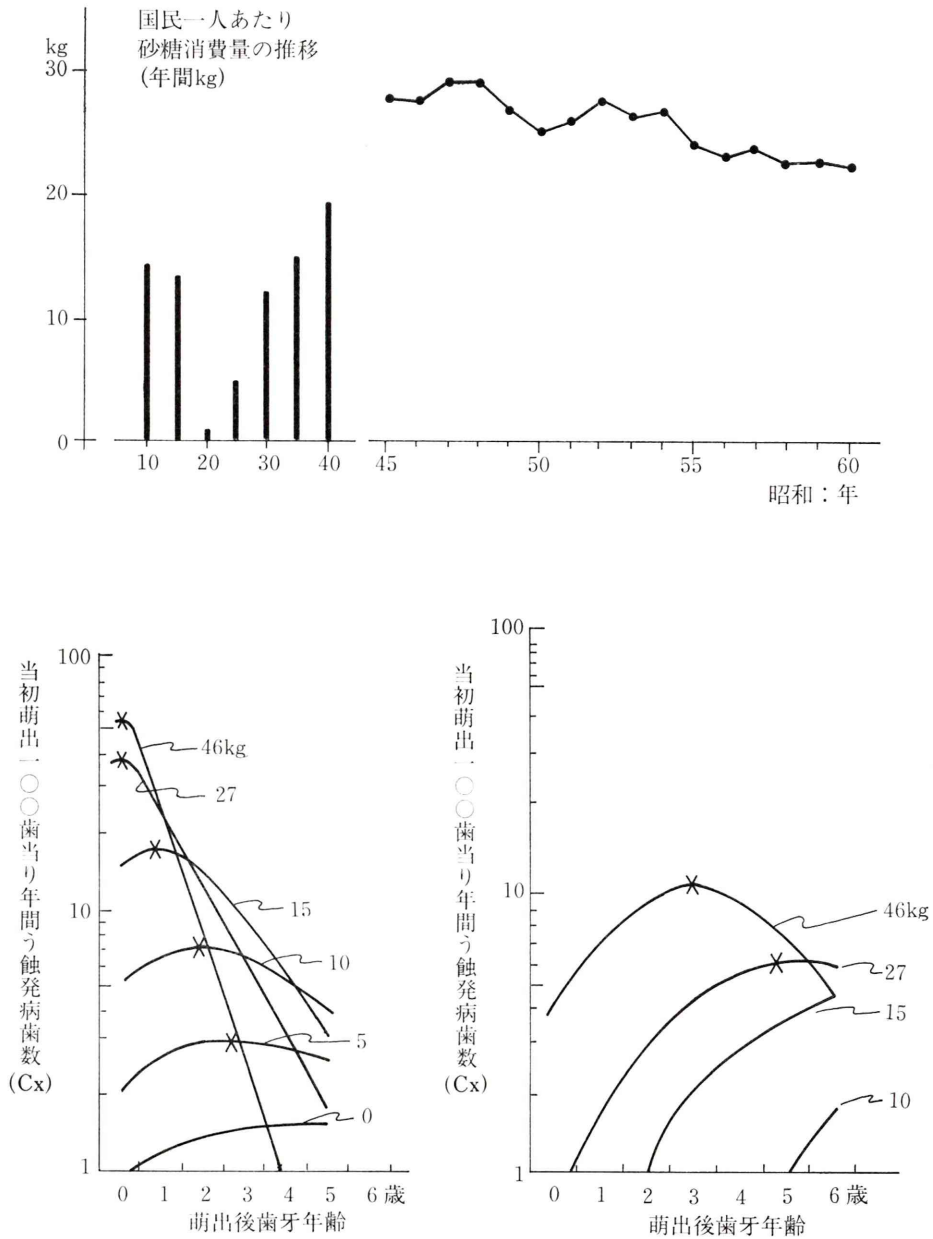 国民一人あたり
砂糖消費量の推移
(年間kg)
kg
30
20
10
0
10 15 20 25 30 35 40
45 50 55 60
昭和：年
当初萌出一〇〇歯当り年間う蝕発病歯数
(Cx)
100
10
1
46kg
27
15
10
5
0
0 1 2 3 4 5 6歳
萌出後歯牙年齢
当初萌出一〇〇歯当り年間う蝕発病歯数
(Cx)
100
10
1
46kg
27
15
10
0 1 2 3 4 5 6歳
萌出後歯牙年齢